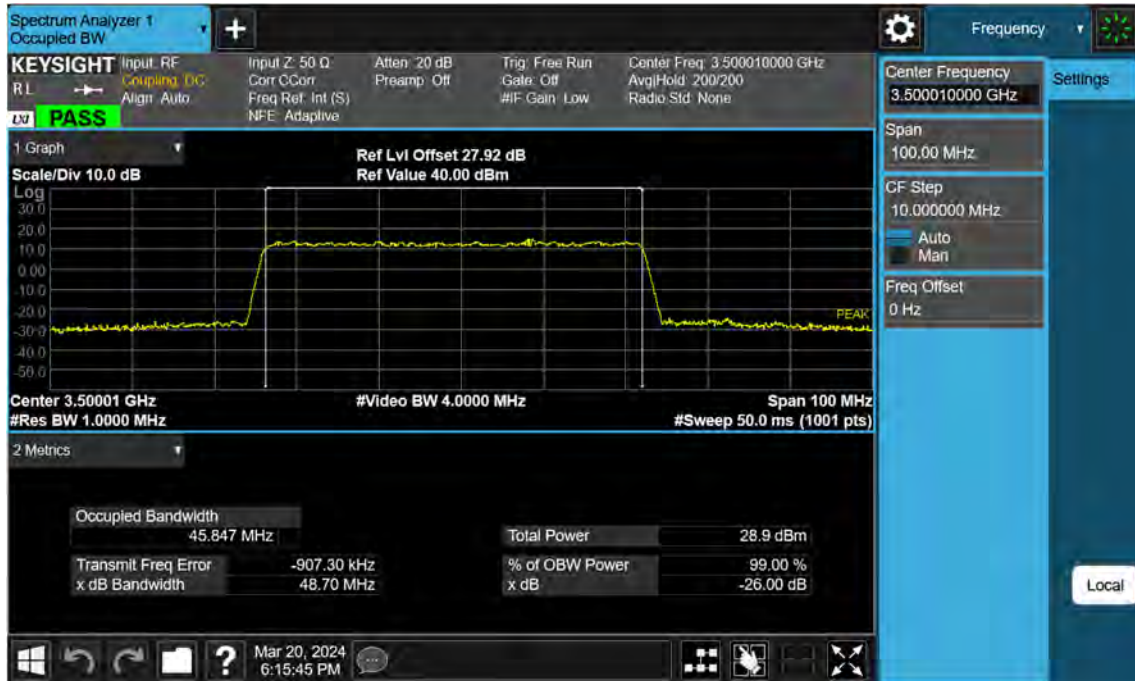 Spectrum Analyzer 1
Occupied BW
+
Frequency
KEYSIGHT
RL
LXI
PASS
Input: RF
Coupling: DC
Align: Auto
Input Z: 50 Ω
Corr CCorr
Freq Ref: Int (S)
NFE: Adaptive
Atten: 20 dB
Preamp: Off
Trig: Free Run
Gate: Off
#IF Gain: Low
Center Freq: 3.500010000 GHz
Avg|Hold: 200/200
Radio Std: None
Center Frequency
3.500010000 GHz
Settings
Span
100.00 MHz
CF Step
10.000000 MHz
Auto
Man
Freq Offset
0 Hz
Local
1 Graph
Scale/Div 10.0 dB
Ref Lvl Offset 27.92 dB
Ref Value 40.00 dBm
Log
30.0
20.0
10.0
0.00
-10.0
-20.0
-30.0
-40.0
-50.0
PEAK
Center 3.50001 GHz
#Video BW 4.0000 MHz
Span 100 MHz
#Res BW 1.0000 MHz
#Sweep 50.0 ms (1001 pts)
2 Metrics
Occupied Bandwidth
45.847 MHz
Total Power 28.9 dBm
Transmit Freq Error -907.30 kHz
% of OBW Power 99.00 %
x dB Bandwidth 48.70 MHz
x dB -26.00 dB
?
Mar 20, 2024
6:15:45 PM